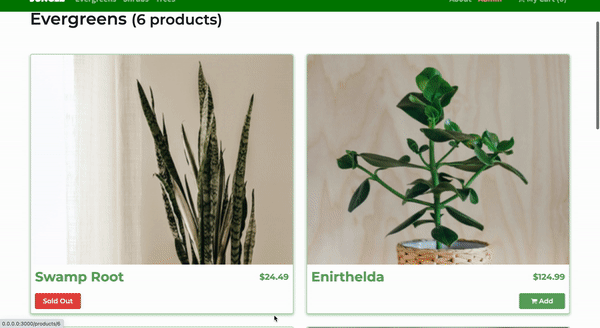 JUNGLE Evergreens Shrubs Trees About Admin My Cart (0)
Evergreens (6 products)
Swamp Root $24.49
Enirthelda $124.99
Sold Out
Add
0.0.0.0:3000/products/6